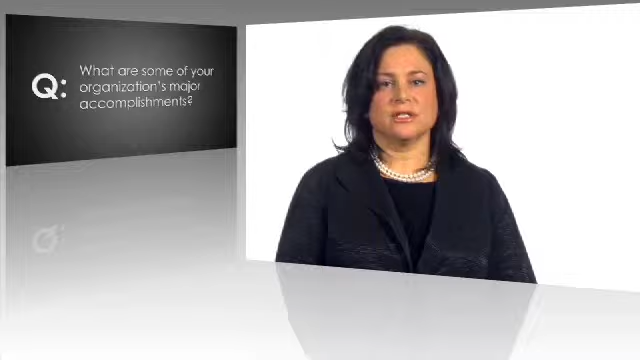 Q: What are some of your
organization's major
accomplishments?